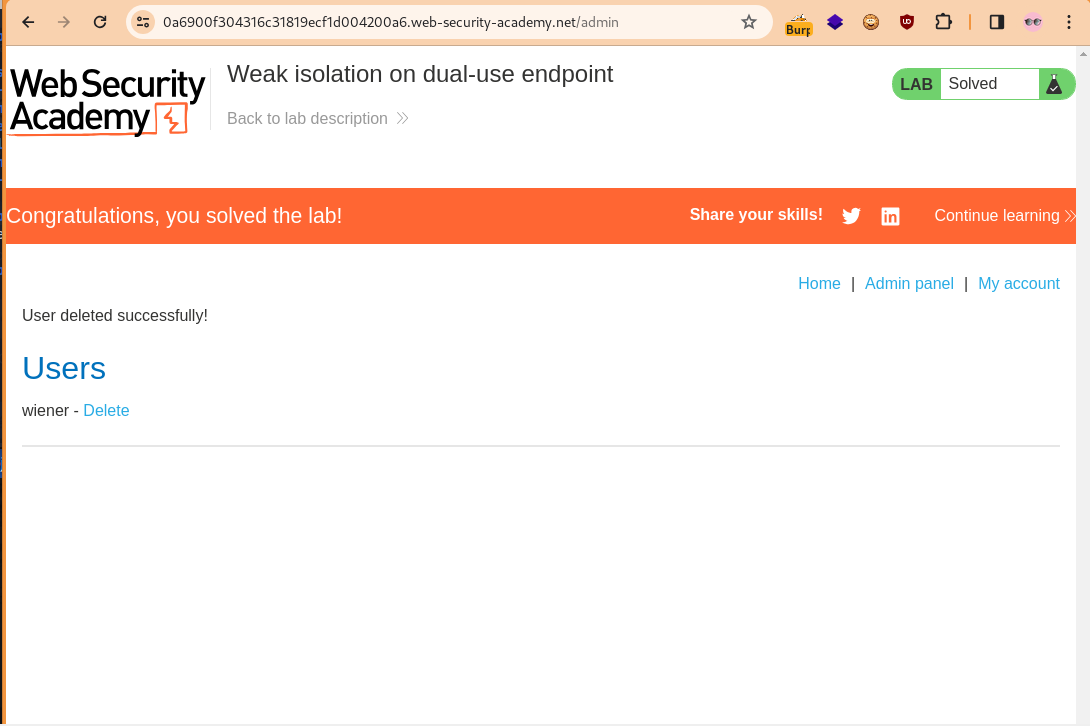 0a6900f304316c31819ecf1d004200a6.web-security-academy.net/admin
Burp
UD
Web Security
Academy
Weak isolation on dual-use endpoint
Back to lab description
LAB Solved
Congratulations, you solved the lab!
Share your skills!
in
Continue learning
Home | Admin panel | My account
User deleted successfully!
Users
wiener - Delete